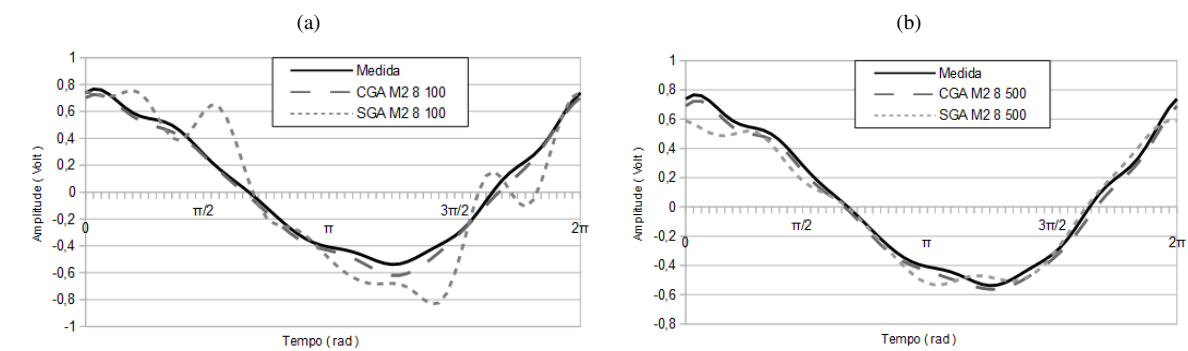 (a)
1
0,8
0,6
0,4
0,2
0
-0,2
-0,4
-0,6
-0,8
-1
Amplitude ( Volt )
Medida
CGA M2 8 100
SGA M2 8 100
0
π/2
π
3π/2
2π
Tempo ( rad )
(b)
1
0,8
0,6
0,4
0,2
0
-0,2
-0,4
-0,6
-0,8
Amplitude ( Volt )
Medida
CGA M2 8 500
SGA M2 8 500
0
π/2
π
3π/2
2π
Tempo ( rad )